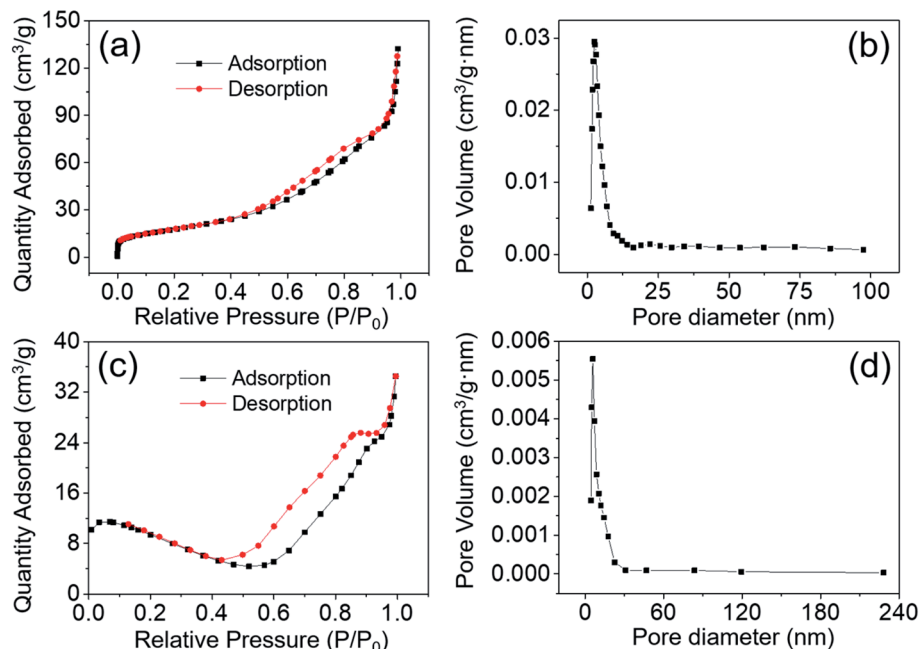 (a)
Adsorption
Desorption
Quantity Adsorbed (cm³/g)
150
120
90
60
30
0
0.0 0.2 0.4 0.6 0.8 1.0
Relative Pressure (P/P₀)
(b)
Pore Volume (cm³/g·nm)
0.03
0.02
0.01
0.00
0 25 50 75 100
Pore diameter (nm)
(c)
Adsorption
Desorption
Quantity Adsorbed (cm³/g)
40
32
24
16
8
0
0.0 0.2 0.4 0.6 0.8 1.0
Relative Pressure (P/P₀)
(d)
Pore Volume (cm³/g·nm)
0.006
0.005
0.004
0.003
0.002
0.001
0.000
0 60 120 180 240
Pore diameter (nm)